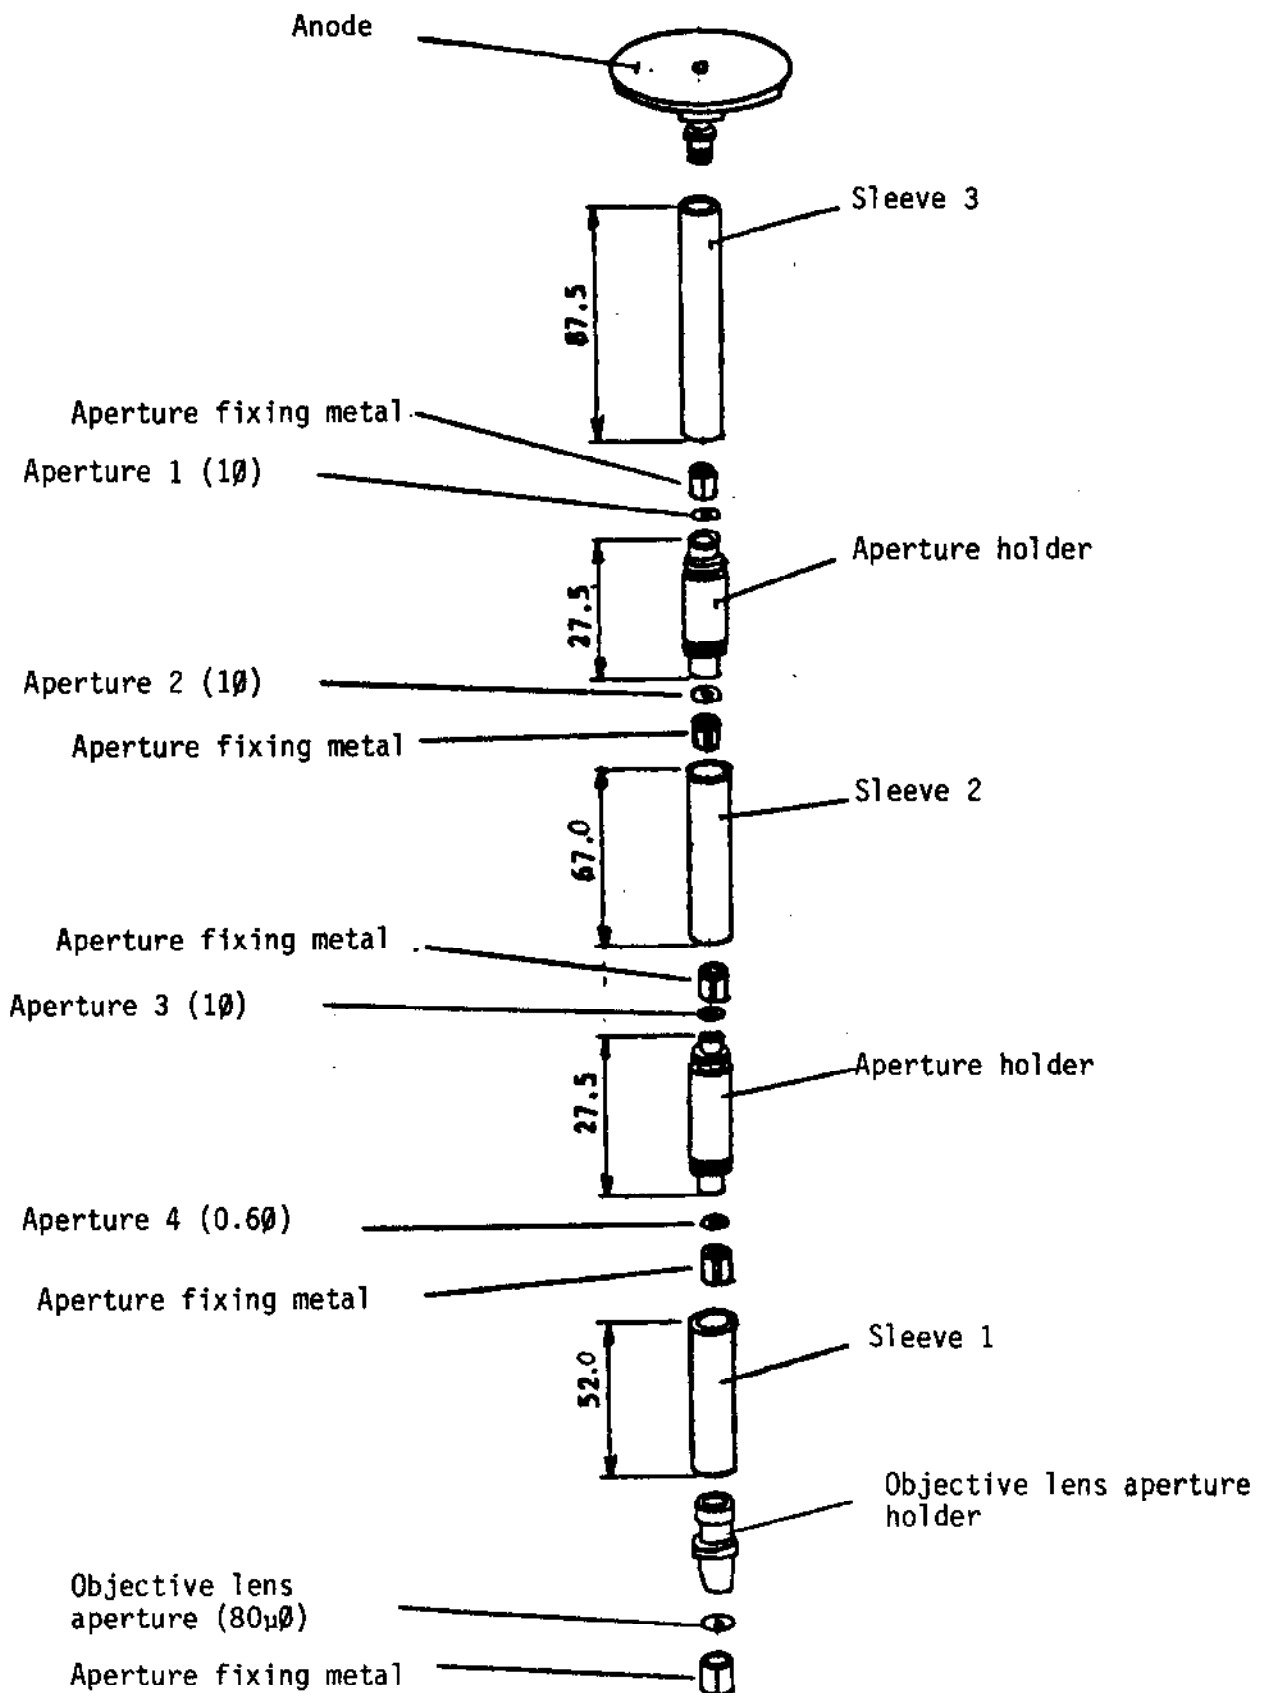 Anode
Sleeve 3
87.5
Aperture fixing metal
Aperture 1 (1Ø)
Aperture holder
27.5
Aperture 2 (1Ø)
Aperture fixing metal
Sleeve 2
67.0
Aperture fixing metal
Aperture 3 (1Ø)
Aperture holder
27.5
Aperture 4 (0.6Ø)
Aperture fixing metal
Sleeve 1
52.0
Objective lens aperture
holder
Objective lens
aperture (80µØ)
Aperture fixing metal